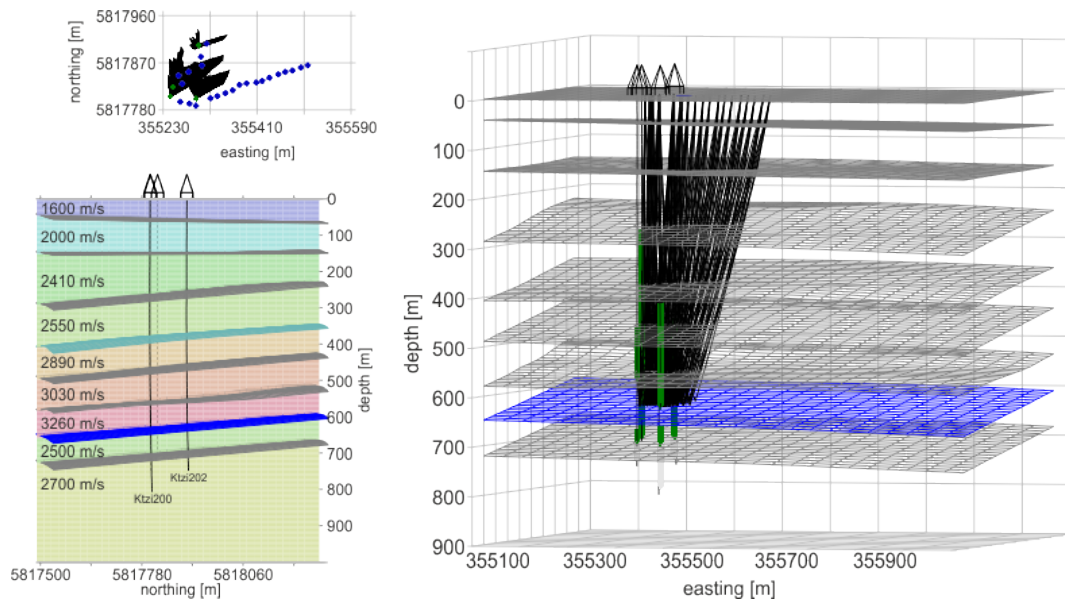 5817960
5817870
5817780
northing [m]
355230
355410
355590
easting [m]
1600 m/s
2000 m/s
2410 m/s
2550 m/s
2890 m/s
3030 m/s
3260 m/s
2500 m/s
2700 m/s
Ktzi200
Ktzi202
0
100
200
300
400
500
600
700
800
900
depth [m]
5817500
5817780
5818060
northing [m]
0
100
200
300
400
500
600
700
800
900
depth [m]
355100
355300
355500
355700
355900
easting [m]